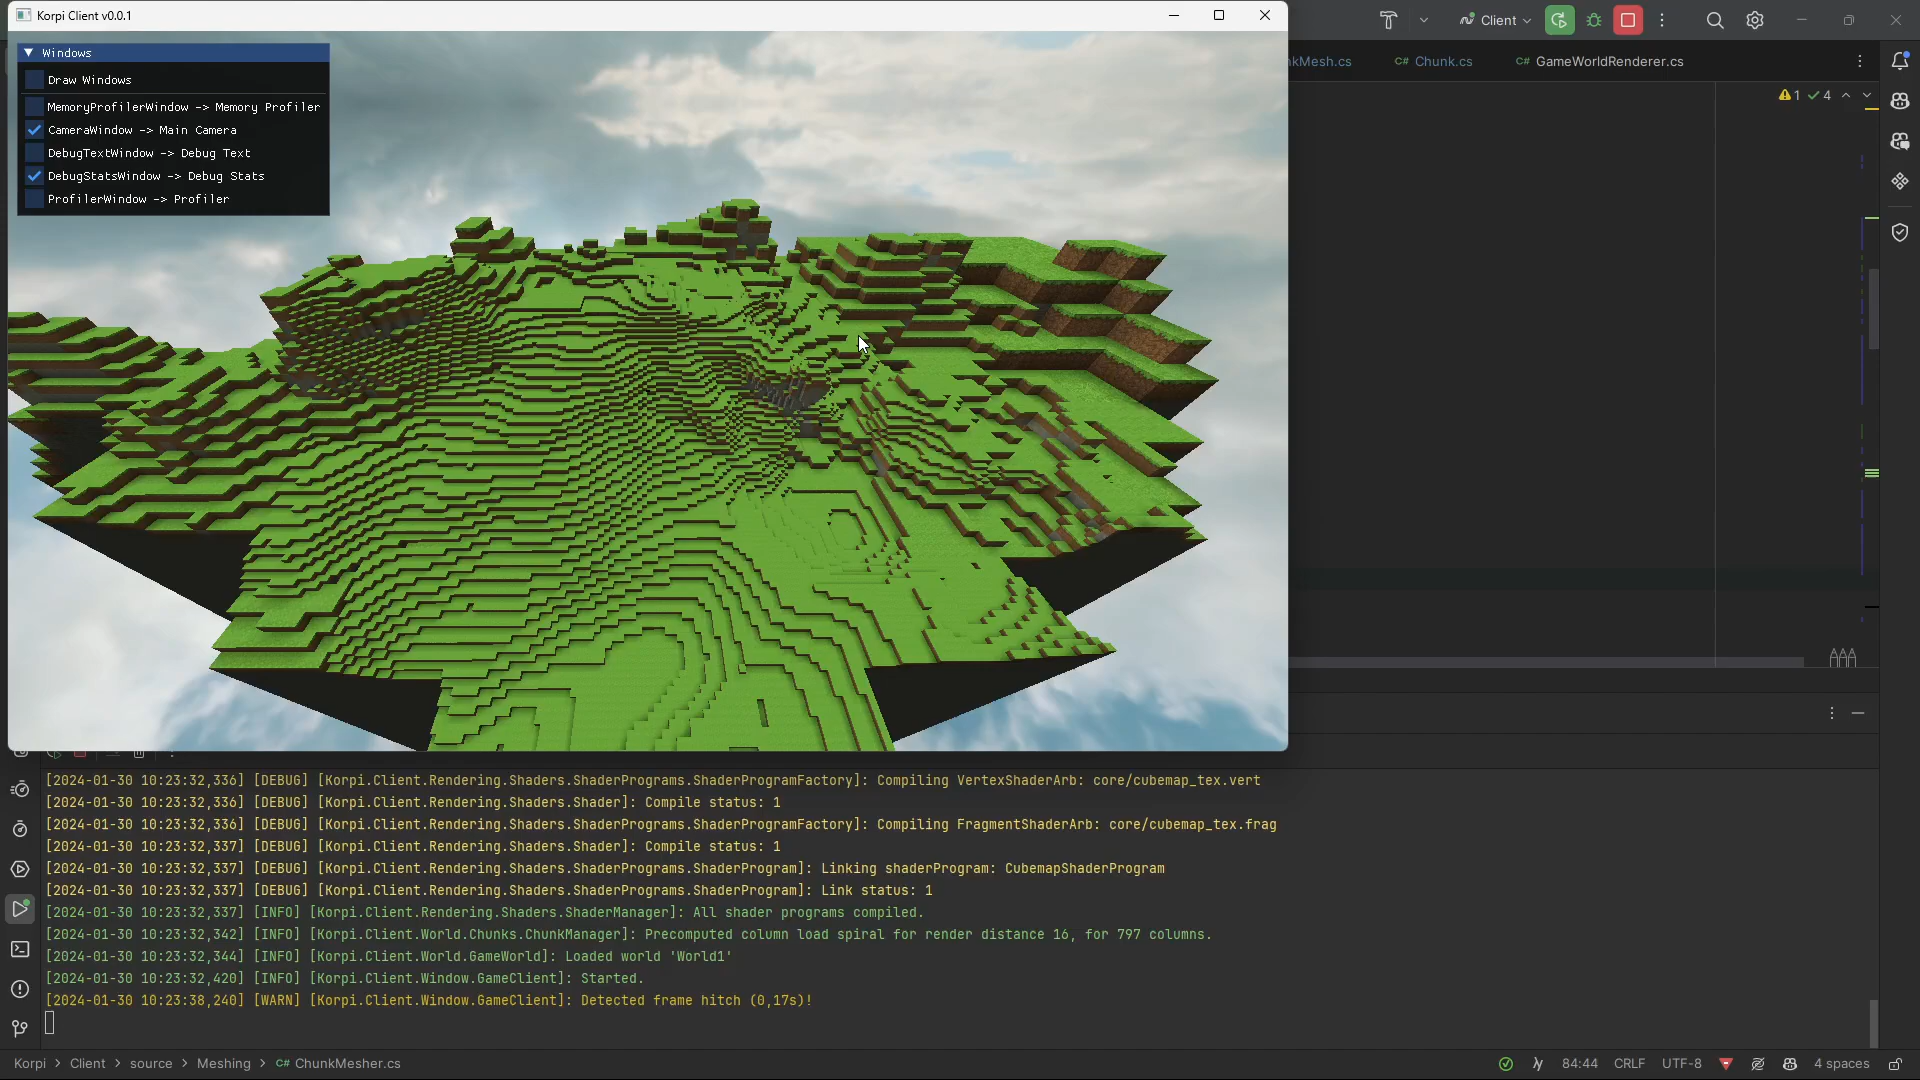 Korpi Client v0.0.1
Client
Windows
Draw Windows
MemoryProfilerWindow -> Memory Profiler
CameraWindow -> Main Camera
DebugTextWindow -> Debug Text
DebugStatsWindow -> Debug Stats
ProfilerWindow -> Profiler
nkMesh.cs
C# Chunk.cs
C# GameWorldRenderer.cs
1 4
[2024-01-30 10:23:32,336] [DEBUG] [Korpi.Client.Rendering.Shaders.ShaderPrograms.ShaderProgramFactory]: Compiling VertexShaderArb: core/cubemap_tex.vert
[2024-01-30 10:23:32,336] [DEBUG] [Korpi.Client.Rendering.Shaders.Shader]: Compile status: 1
[2024-01-30 10:23:32,336] [DEBUG] [Korpi.Client.Rendering.Shaders.ShaderPrograms.ShaderProgramFactory]: Compiling FragmentShaderArb: core/cubemap_tex.frag
[2024-01-30 10:23:32,337] [DEBUG] [Korpi.Client.Rendering.Shaders.Shader]: Compile status: 1
[2024-01-30 10:23:32,337] [DEBUG] [Korpi.Client.Rendering.Shaders.ShaderPrograms.ShaderProgram]: Linking shaderProgram: CubemapShaderProgram
[2024-01-30 10:23:32,337] [DEBUG] [Korpi.Client.Rendering.Shaders.ShaderPrograms.ShaderProgram]: Link status: 1
[2024-01-30 10:23:32,337] [INFO] [Korpi.Client.Rendering.Shaders.ShaderManager]: All shader programs compiled.
[2024-01-30 10:23:32,342] [INFO] [Korpi.Client.World.Chunks.ChunkManager]: Precomputed column load spiral for render distance 16, for 797 columns.
[2024-01-30 10:23:32,344] [INFO] [Korpi.Client.World.GameWorld]: Loaded world 'World1'
[2024-01-30 10:23:32,420] [INFO] [Korpi.Client.Window.GameClient]: Started.
[2024-01-30 10:23:38,240] [WARN] [Korpi.Client.Window.GameClient]: Detected frame hitch (0,17s)!
Korpi > Client > source > Meshing > C# ChunkMesher.cs
84:44 CRLF UTF-8 4 spaces